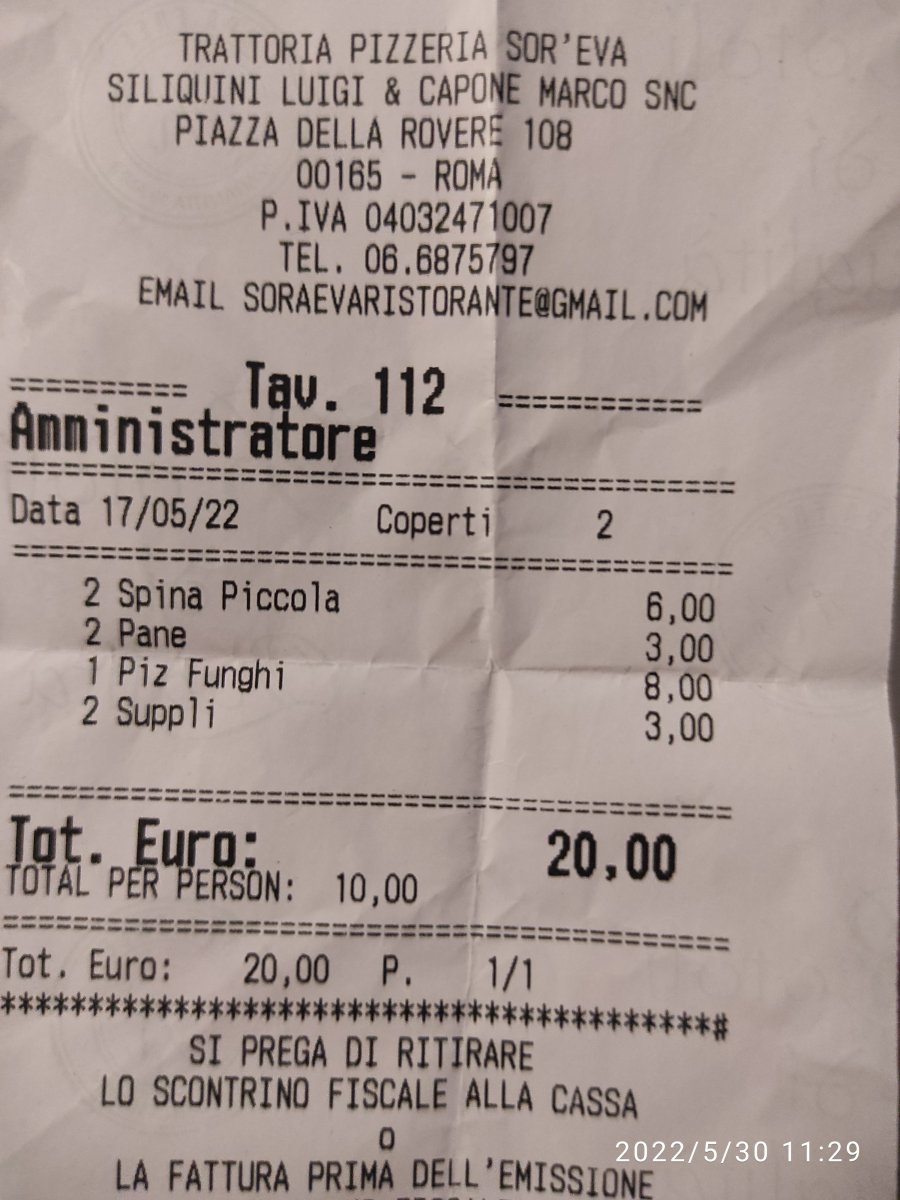 TRATTORIA PIZZERIA SOR'EVA
SILIQUINI LUIGI & CAPONE MARCO SNC
PIAZZA DELLA ROVERE 108
00165 - ROMA
P.IVA 04032471007
TEL. 06.6875797
EMAIL SORAEVARISTORANTE@GMAIL.COM
========== Tav. 112 ============
Amministratore
=========================================
Data 17/05/22 Coperti 2
=========================================
2 Spina Piccola 6,00
2 Pane 3,00
1 Piz Funghi 8,00
2 Suppli 3,00
=========================================
Tot. Euro: 20,00
TOTAL PER PERSON: 10,00
=========================================
Tot. Euro: 20,00 P. 1/1
*****************************************#
SI PREGA DI RITIRARE
LO SCONTRINO FISCALE ALLA CASSA
O
LA FATTURA PRIMA DELL'EMISSIONE
2022/5/30 11:29